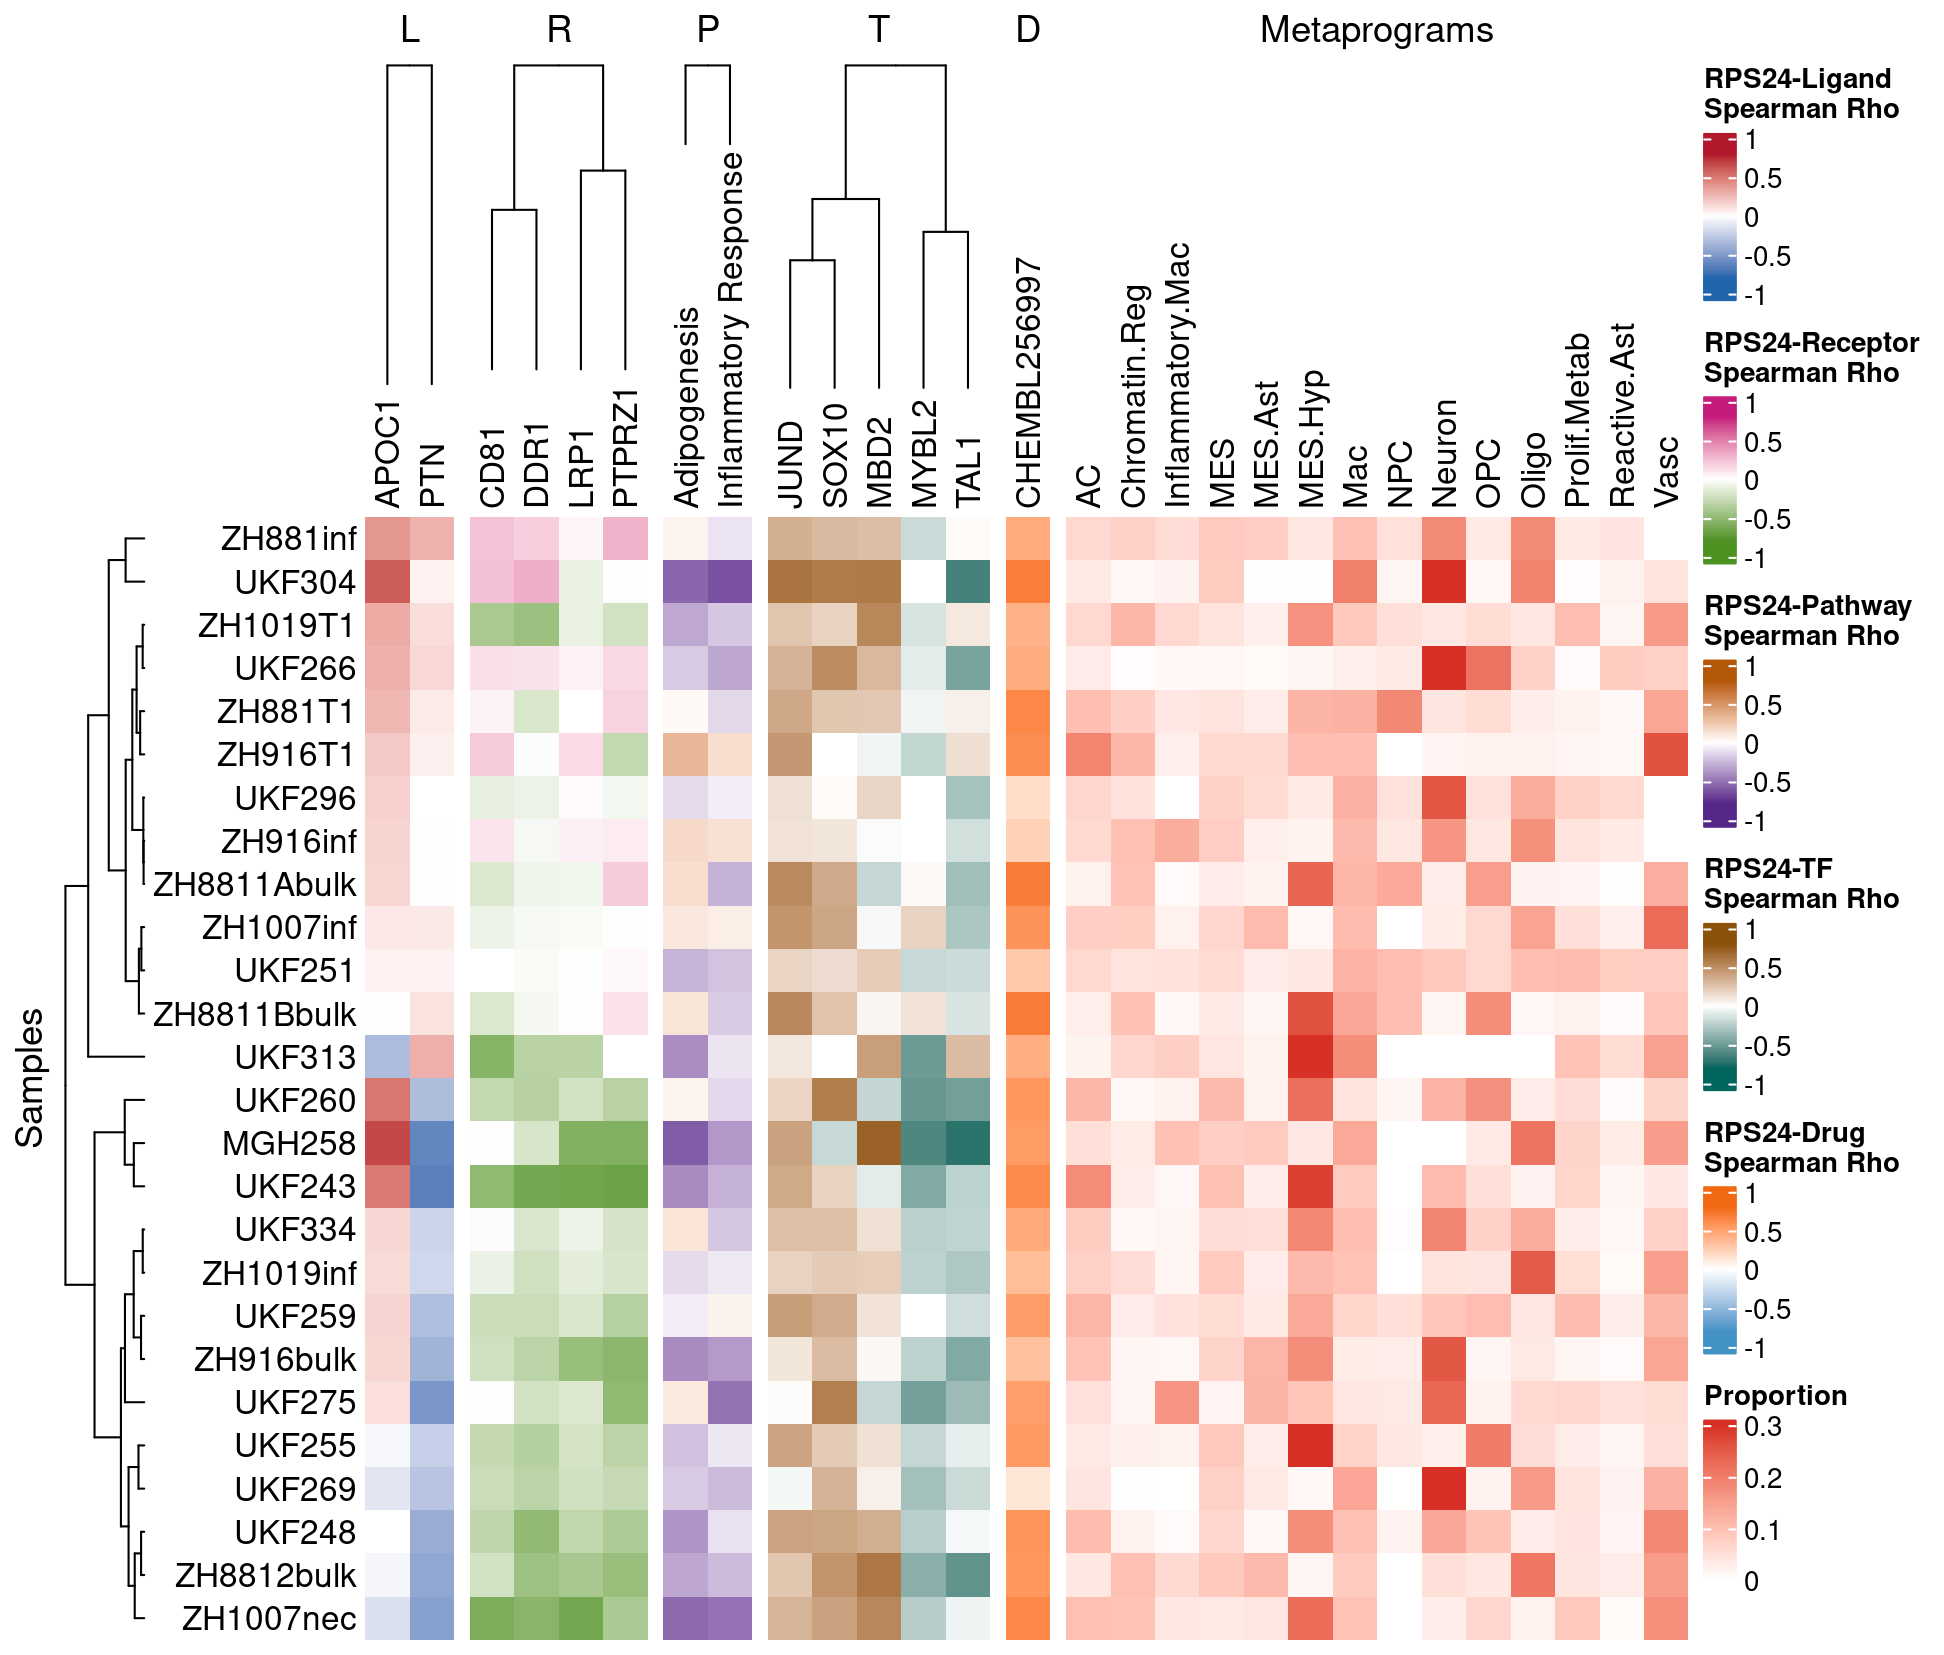 L R P T D Metaprograms
APOC1
PTN
CD81
DDR1
LRP1
PTPRZ1
Adipogenesis
Inflammatory Response
JUND
SOX10
MBD2
MYBL2
TAL1
CHEMBL256997
AC
Chromatin.Reg
Inflammatory.Mac
MES
MES.Ast
MES.Hyp
Mac
NPC
Neuron
OPC
Oligo
Prolif.Metab
Reactive.Ast
Vasc
Samples
ZH881inf
UKF304
ZH1019T1
UKF266
ZH881T1
ZH916T1
UKF296
ZH916inf
ZH8811Abulk
ZH1007inf
UKF251
ZH8811Bbulk
UKF313
UKF260
MGH258
UKF243
UKF334
ZH1019inf
UKF259
ZH916bulk
UKF275
UKF255
UKF269
UKF248
ZH8812bulk
ZH1007nec
RPS24-Ligand
Spearman Rho
1
0.5
0
-0.5
-1
RPS24-Receptor
Spearman Rho
1
0.5
0
-0.5
-1
RPS24-Pathway
Spearman Rho
1
0.5
0
-0.5
-1
RPS24-TF
Spearman Rho
1
0.5
0
-0.5
-1
RPS24-Drug
Spearman Rho
1
0.5
0
-0.5
-1
Proportion
0.3
0.2
0.1
0